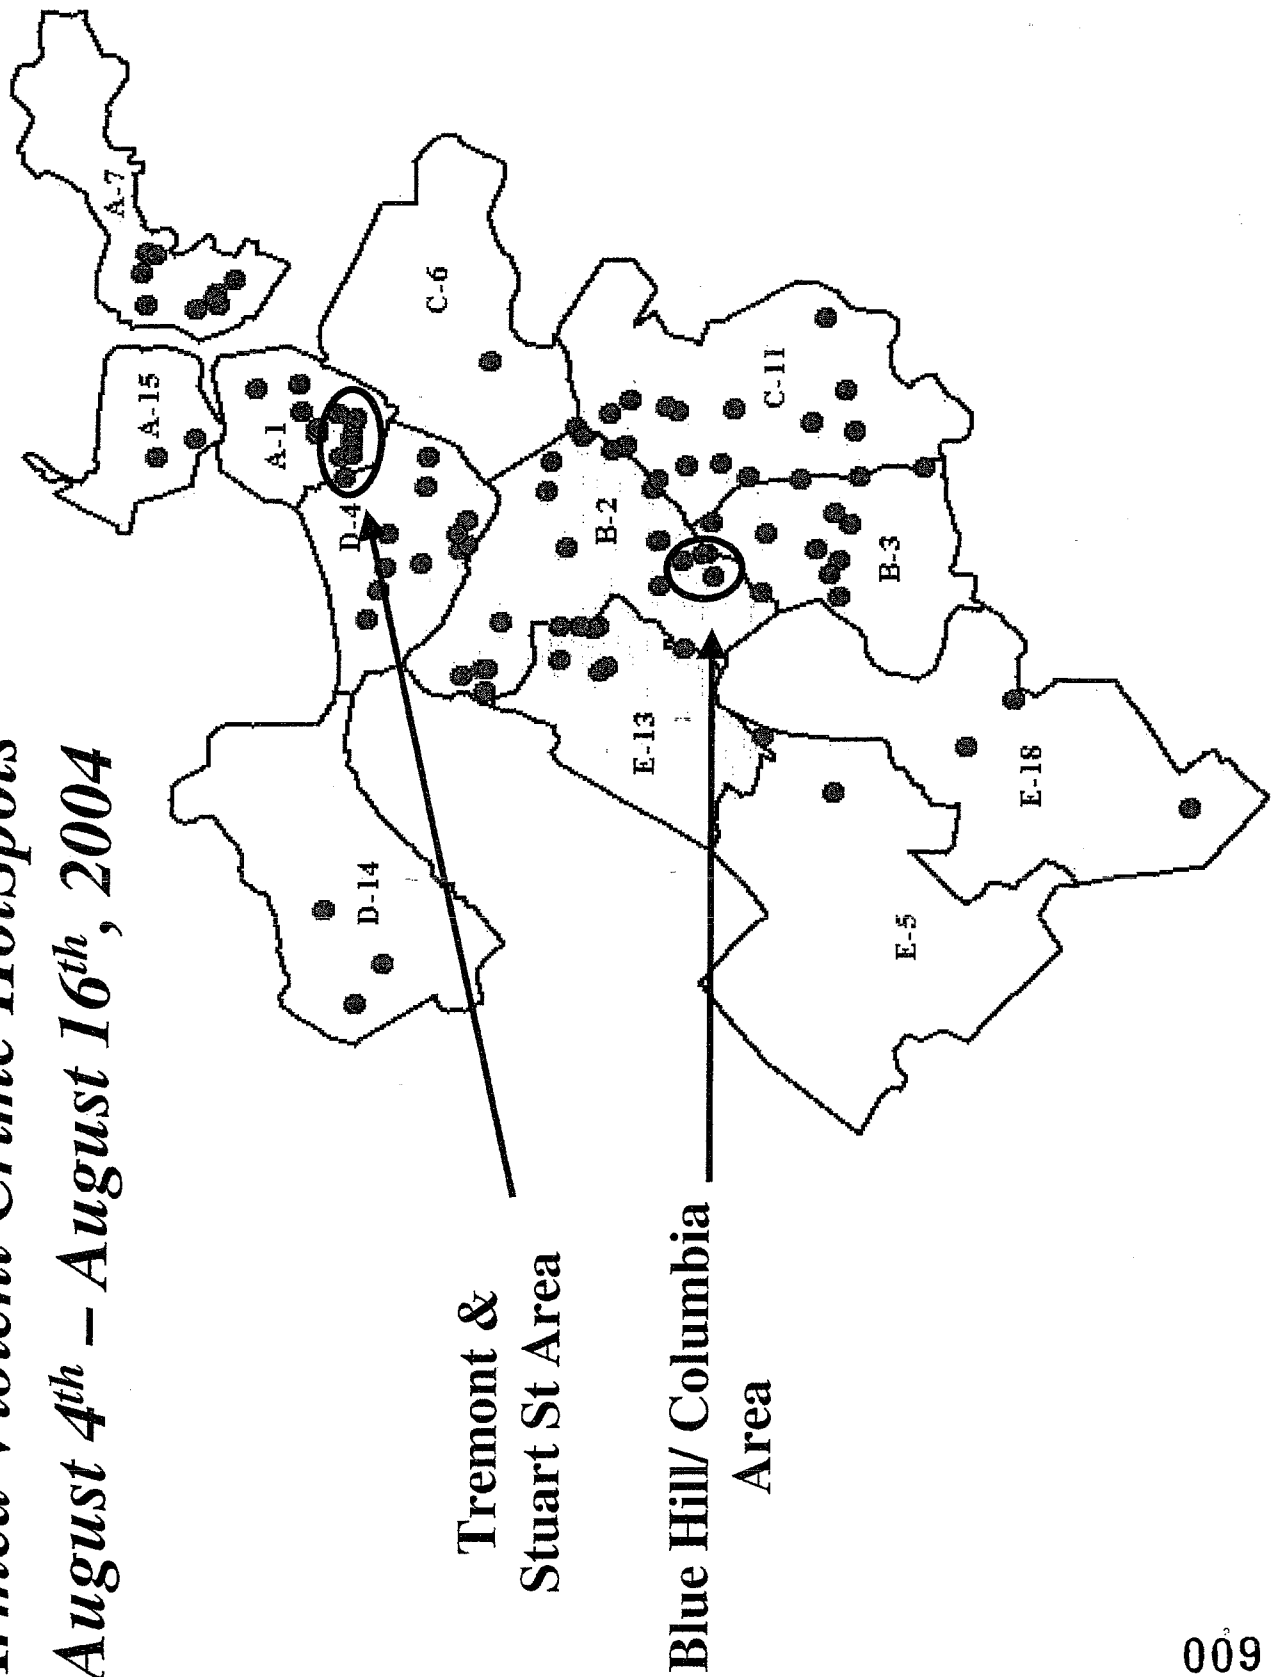 Armed Violent Crime Hotspots
August 4th – August 16th, 2004
A-7
A-15
A-1
D-4
D-14
C-6
Tremont &
Stuart St Area
B-2
E-13
Blue Hill/ Columbia
Area
C-11
B-3
E-5
E-18
009